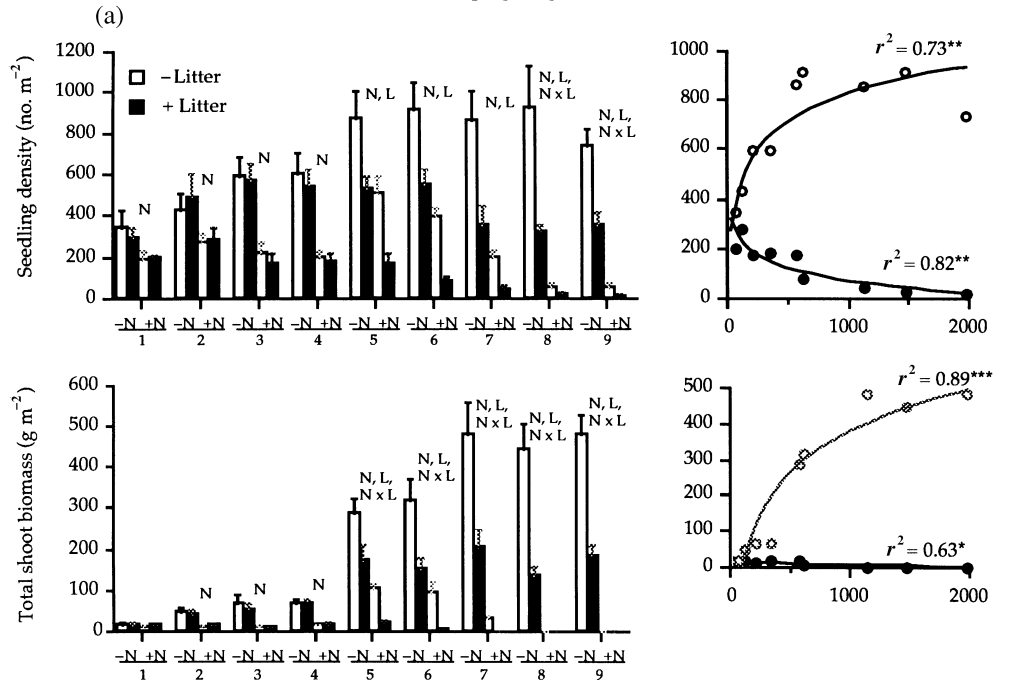 (a)
Seedling density (no. m⁻²)
1200
1000
800
600
400
200
0
– Litter
+ Litter
N
N
N
N
N, L
N, L
N, L
N, L,
N x L
N, L,
N x L
–N +N
1
–N +N
2
–N +N
3
–N +N
4
–N +N
5
–N +N
6
–N +N
7
–N +N
8
–N +N
9
1000
800
600
400
200
0
r² = 0.73**
r² = 0.82**
0
1000
2000
Total shoot biomass (g m⁻²)
600
500
400
300
200
100
0
N
N
N
N, L,
N x L
N, L,
N x L
N, L,
N x L
N, L,
N x L
N, L,
N x L
–N +N
1
–N +N
2
–N +N
3
–N +N
4
–N +N
5
–N +N
6
–N +N
7
–N +N
8
–N +N
9
500
400
300
200
100
0
r² = 0.89***
r² = 0.63*
0
1000
2000